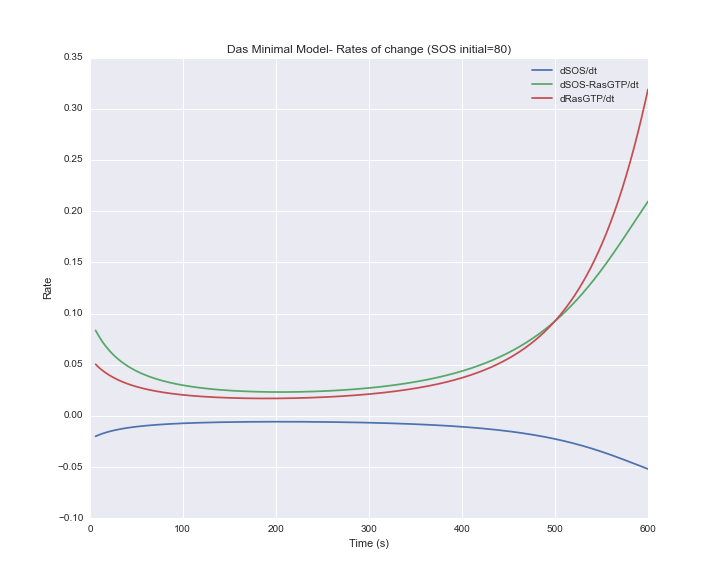 Das Minimal Model- Rates of change (SOS initial=80)
dSOS/dt
dSOS-RasGTP/dt
dRasGTP/dt
0.35
0.30
0.25
0.20
0.15
0.10
0.05
0.00
−0.05
−0.10
Rate
0 100 200 300 400 500 600
Time (s)